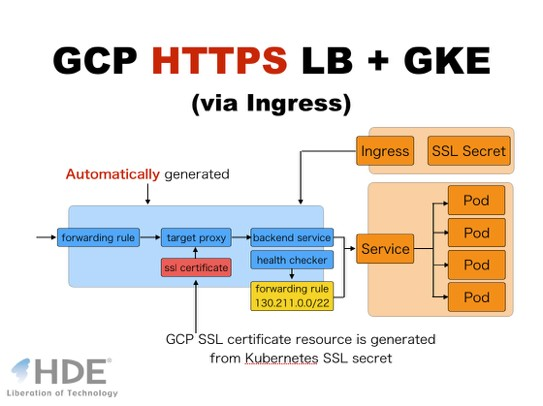 GCP HTTPS LB + GKE
(via Ingress)
Ingress
SSL Secret
Automatically generated
forwarding rule
target proxy
backend service
ssl certificate
health checker
forwarding rule
130.211.0.0/22
Service
Pod
Pod
Pod
Pod
GCP SSL certificate resource is generated
from Kubernetes SSL secret
HDE®
Liberation of Technology